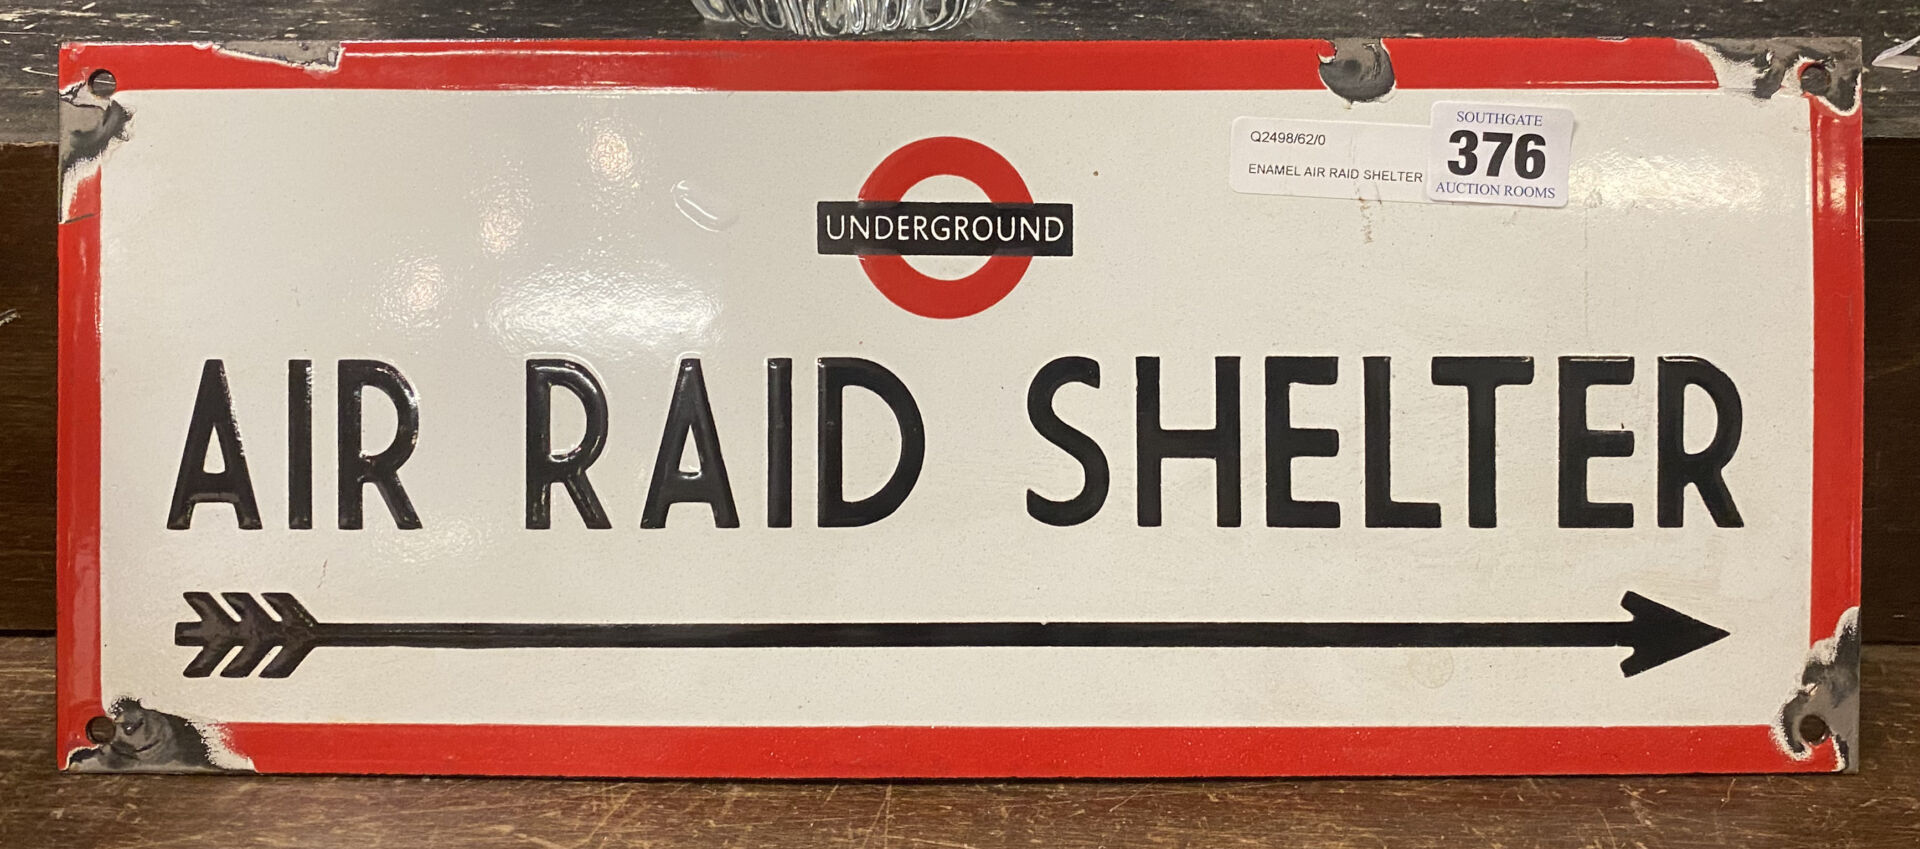 UNDERGROUND
Q2498/62/0
ENAMEL AIR RAID SHELTER
SOUTHGATE
376
AUCTION ROOMS
AIR RAID SHELTER